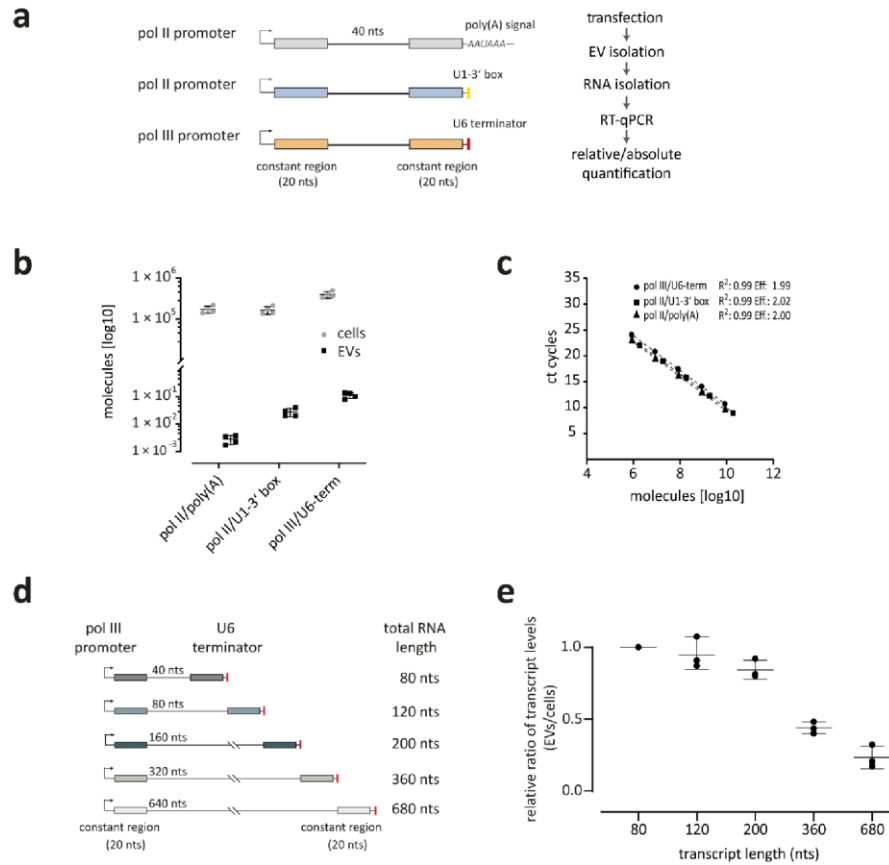 a
pol II promoter
40 nts
poly(A) signal
AAUAAA
pol II promoter
U1-3' box
pol III promoter
U6 terminator
constant region
(20 nts)
constant region
(20 nts)
transfection
EV isolation
RNA isolation
RT-qPCR
relative/absolute
quantification
b
molecules [log10]
1 × 10⁶
1 × 10⁵
1 × 10⁻¹
1 × 10⁻²
1 × 10⁻³
cells
EVs
pol II/poly(A)
pol II/U1-3' box
pol III/U6-term
c
ct cycles
35
30
25
20
15
10
5
pol III/U6-term R²: 0.99 Eff: 1.99
pol II/U1-3' box R²: 0.99 Eff.: 2.02
pol II/poly(A) R²: 0.99 Eff.: 2.00
4 6 8 10 12
molecules [log10]
d
pol III
promoter
U6
terminator
total RNA
length
40 nts
80 nts
80 nts
120 nts
160 nts
200 nts
320 nts
360 nts
640 nts
680 nts
constant region
(20 nts)
constant region
(20 nts)
e
relative ratio of transcript levels
(EVs/cells)
1.0
0.5
0.0
80 120 200 360 680
transcript length (nts)